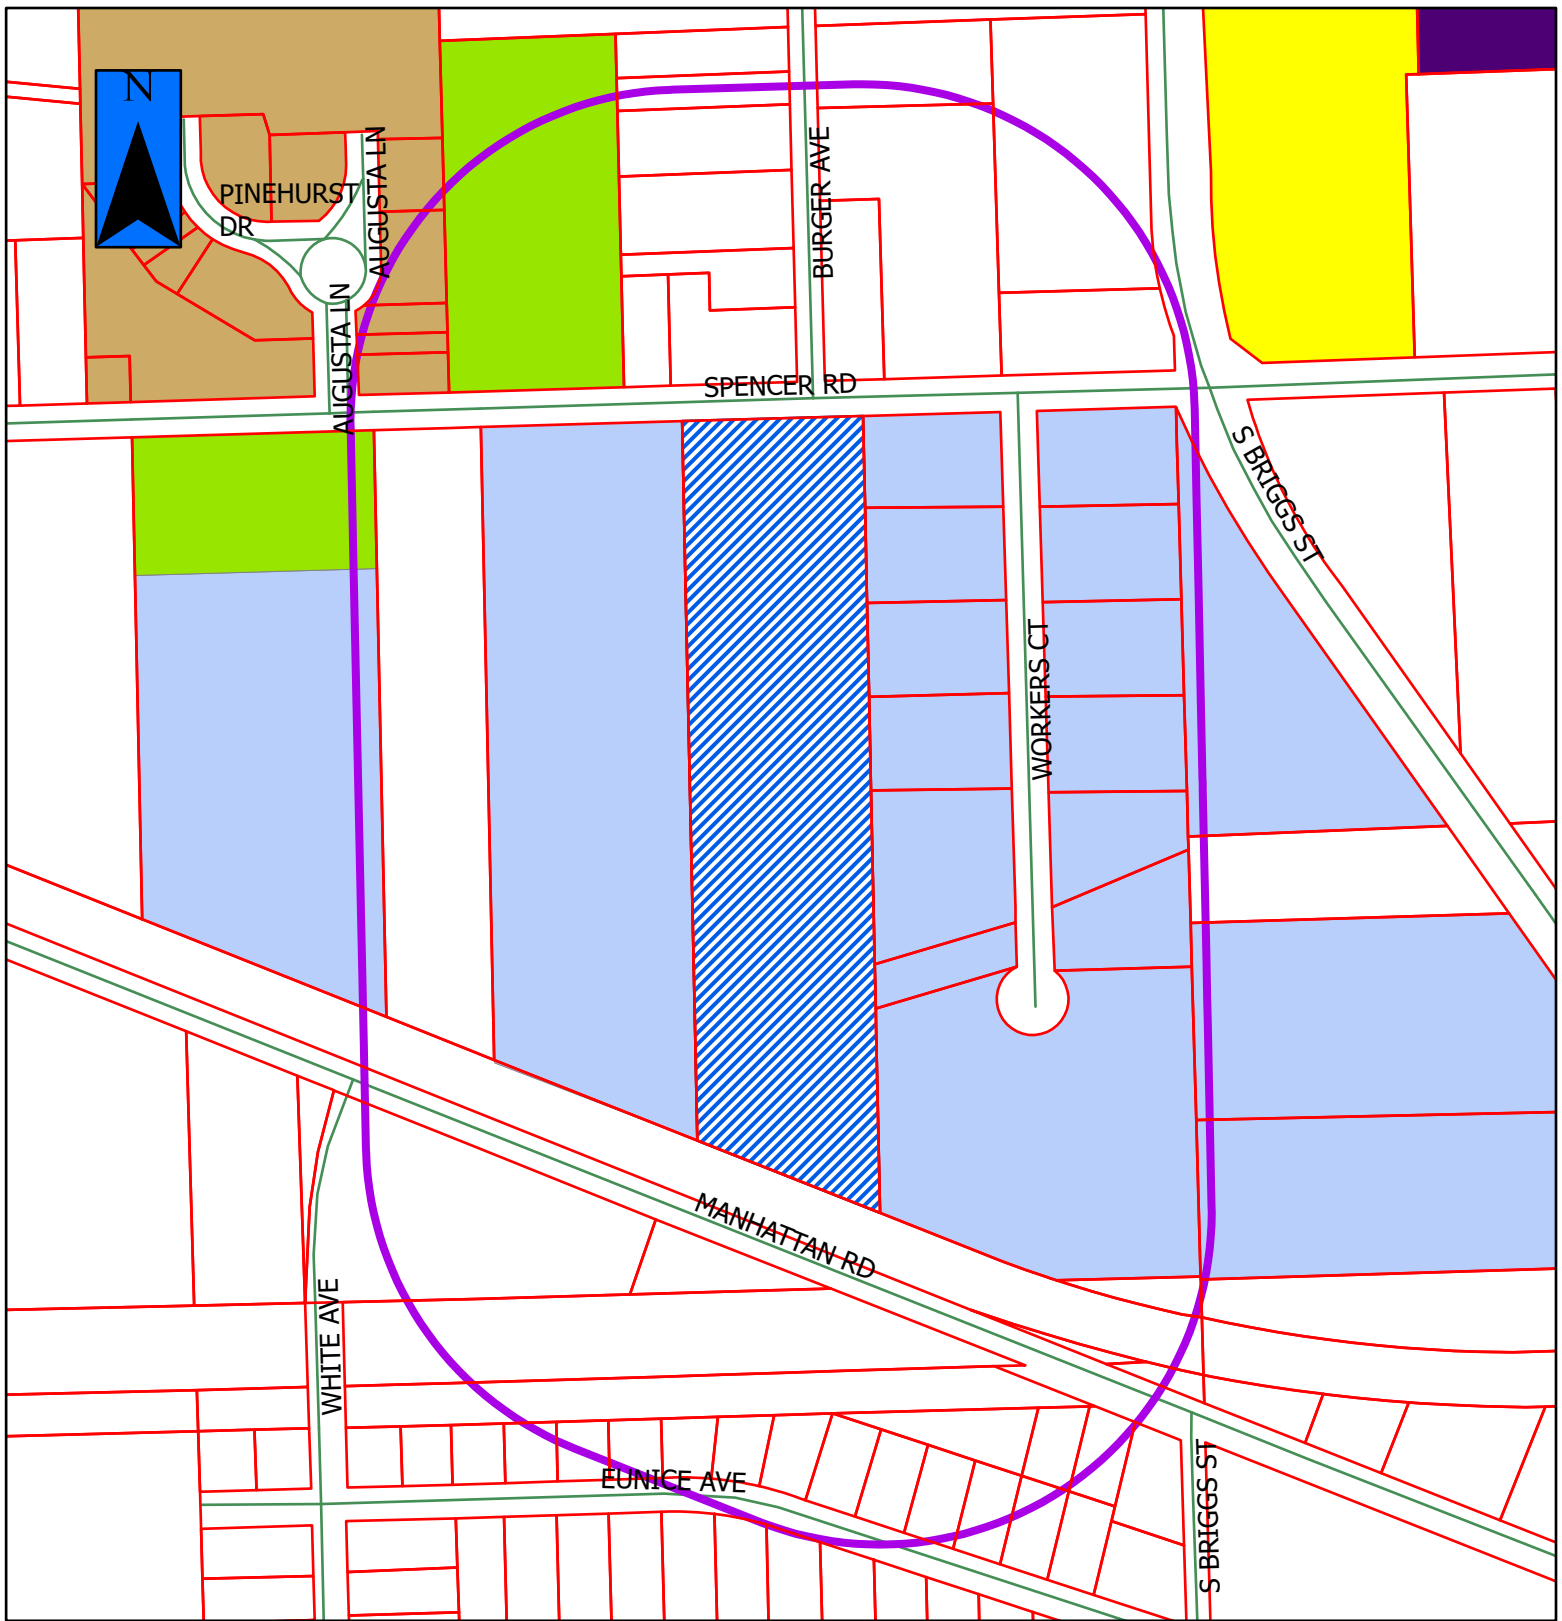 N
AUGUSTA LN
PINEHURST
DR
BURGER AVE
AUGUSTA LN
SPENCER RD
S BRIGGS ST
WORKERS CT
MANHATTAN RD
WHITE AVE
EUNICE AVE
S BRIGGS ST